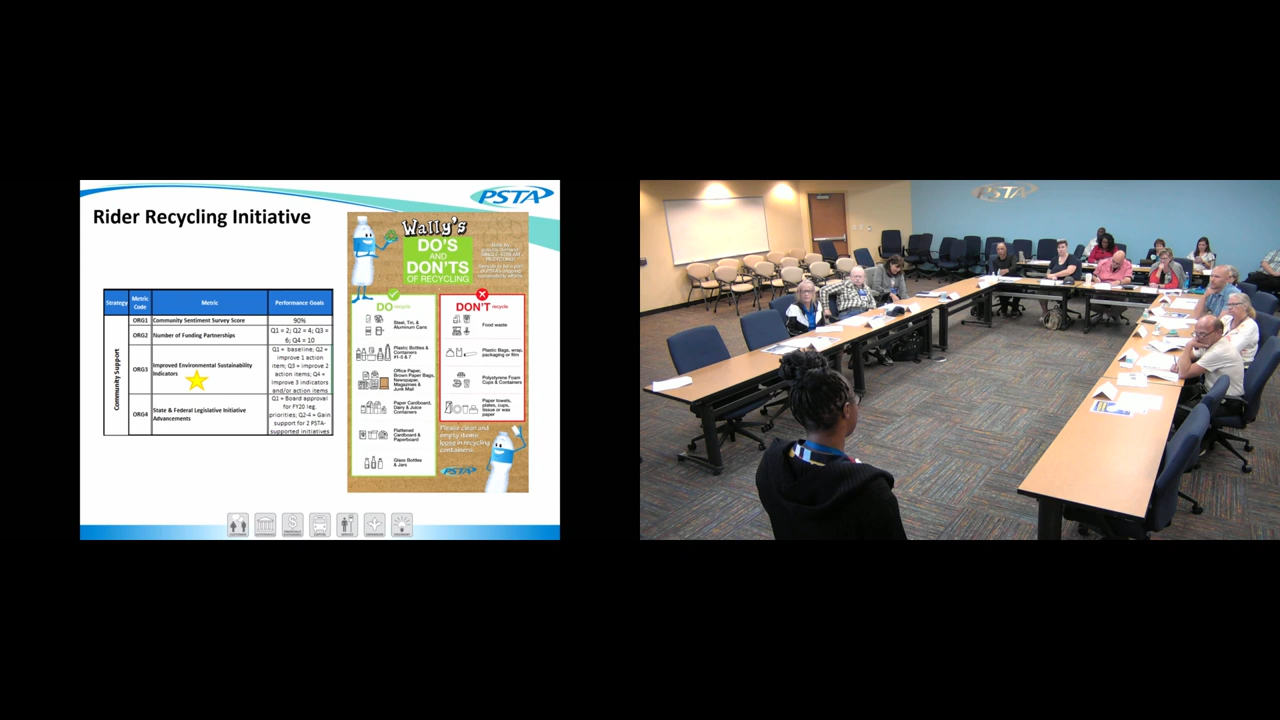 PSTA
Rider Recycling Initiative
Wally's
DO'S
AND
DON'TS
OF RECYCLING
DO recycle
DON'T recycle
Steel, Tin, &
Aluminum Cans
Food waste
Plastic Bottles &
Containers
Plastic Bags, wrap,
packaging or film
Office Paper,
Brown Paper Bags,
Newspaper,
Magazines &
Junk Mail
Polystyrene Foam
Cups & Containers
Paper Cardboard,
Dairy & Juice
Containers
Paper towels,
plates, cups,
tissue or wax
paper
Flattened
Cardboard &
Paperboard
Glass Bottles
& Jars
Please clean and
empty items
loose in recycling
containers.
PSTA
Strategy
Metric
Code
Metric
Performance Goals
Community Support
ORG1
Community Sentiment Survey Score
90%
ORG2
Number of Funding Partnerships
Q1 = 2; Q2 = 4; Q3 =
6; Q4 = 10
ORG3
Improved Environmental Sustainability
Indicators
Q1 = baseline; Q2 =
improve 1 action
item; Q3 = improve 2
action items; Q4 =
improve 3 indicators
and/or action items
ORG4
State & Federal Legislative Initiative
Advancements
Q1 = Board approval
for FY20 leg.
priorities; Q2-4 = Gain
support for 2 PSTA-
supported initiatives
PSTA